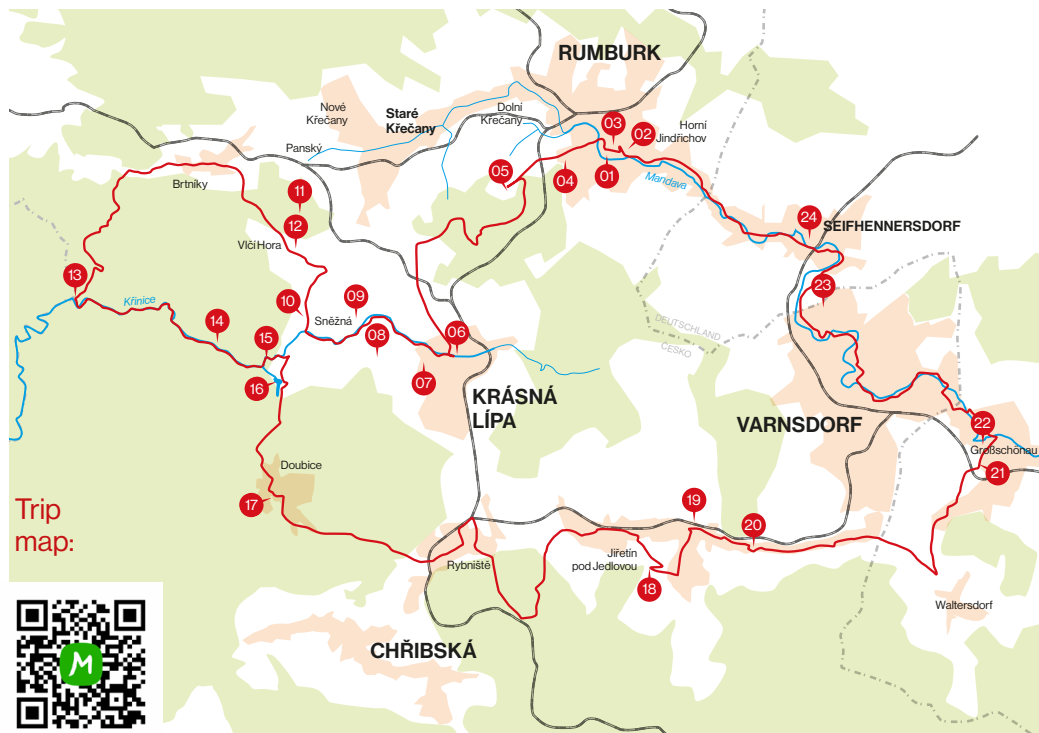 RUMBURK
Nové
Křečany
Staré
Křečany
Dolní
Křečany
Panský
03
02
Horní
Jindřichov
01
04
05
Mandava
Brtníky
11
12
Vlčí Hora
24
SEIFHENNERSDORF
23
13
Křinice
14
10
09
Sněžná
08
06
07
15
16
DEUTSCHLAND
ČESKO
KRÁSNÁ
LÍPA
VARNSDORF
22
Großschönau
21
Doubice
17
Trip
map:
19
20
Rybniště
Jiřetín
pod Jedlovou
18
Waltersdorf
CHŘIBSKÁ
M